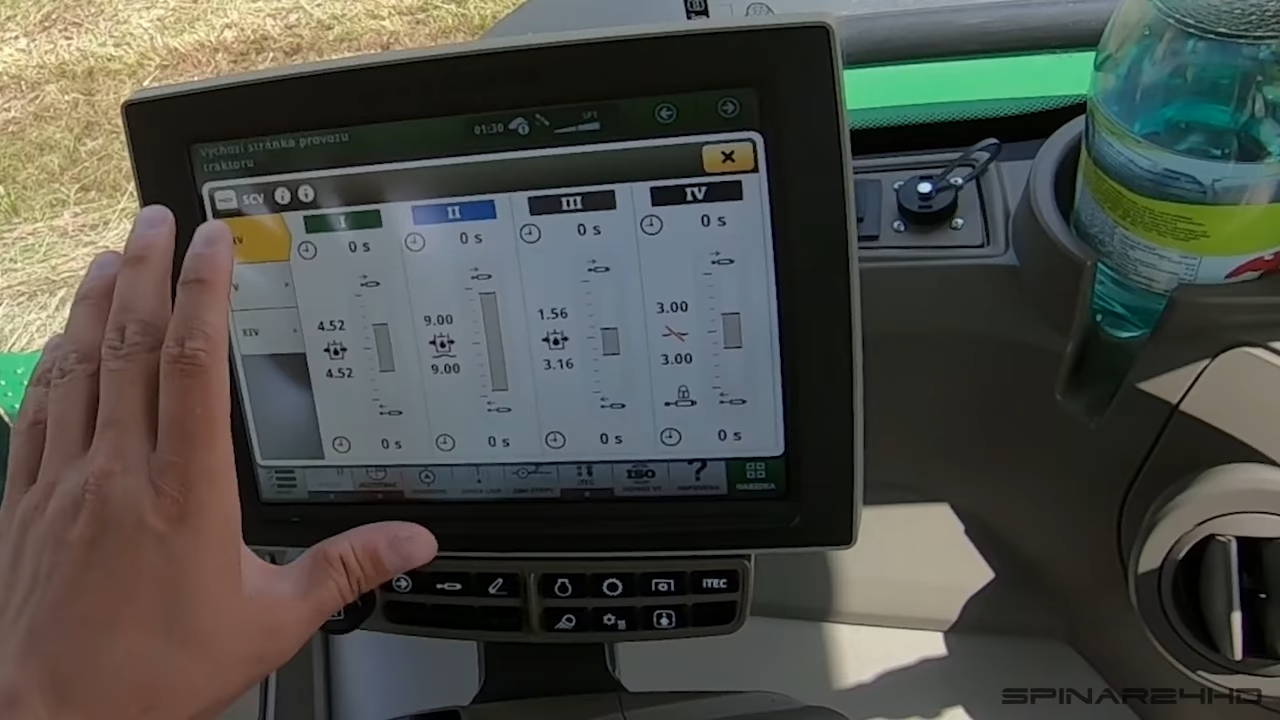 Výchozí stránka provozu
traktoru
01:30
SF1
SCV
I II III IV
0 s 0 s 0 s 0 s
4.52 9.00 1.56 3.00
4.52 9.00 3.16 3.00
0 s 0 s 0 s 0 s
XIV
ISO
?
NABÍDKA
ITEC
SPINAR24HD